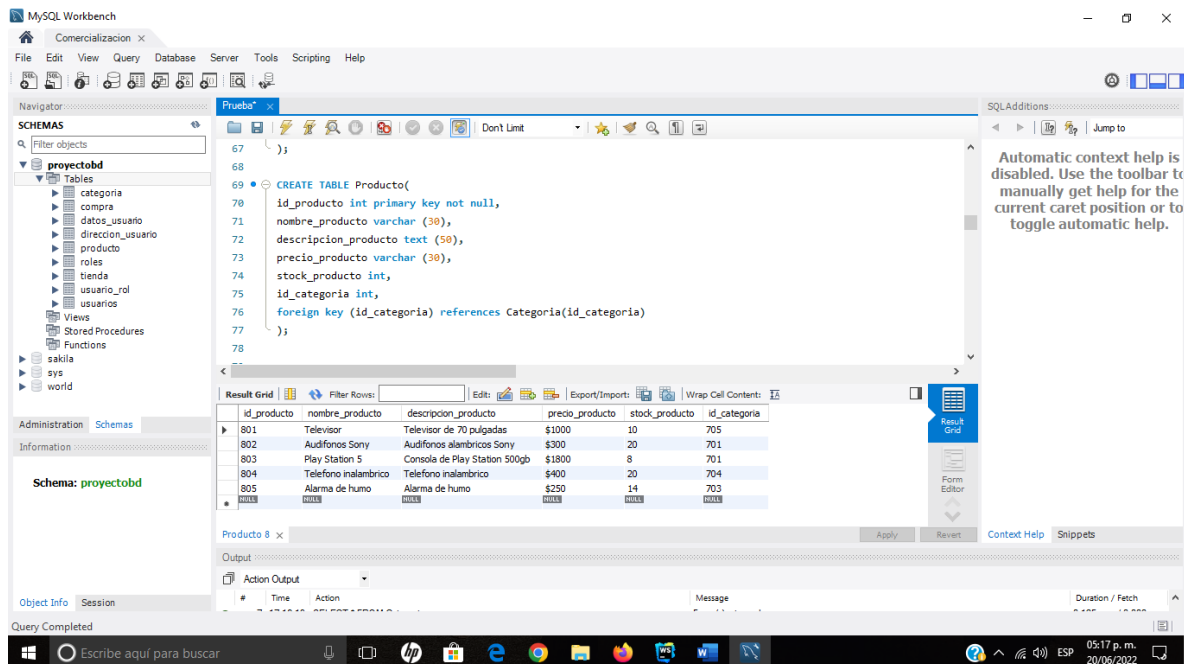 MySQL Workbench
Comercializacion
File Edit View Query Database Server Tools Scripting Help
Navigator
SCHEMAS
Filter objects
proyectobd
Tables
categoria
compra
datos_usuario
direccion_usuario
producto
roles
tienda
usuario_rol
usuarios
Views
Stored Procedures
Functions
sakila
sys
world
Administration Schemas
Information
Schema: proyectobd
Object Info Session
Query Completed
Prueba*
Don't Limit
67 );
68
69 CREATE TABLE Producto(
70 id_producto int primary key not null,
71 nombre_producto varchar (30),
72 descripcion_producto text (50),
73 precio_producto varchar (30),
74 stock_producto int,
75 id_categoria int,
76 foreign key (id_categoria) references Categoria(id_categoria)
77 );
78
Result Grid Filter Rows: Edit: Export/Import: Wrap Cell Content:
id_producto nombre_producto descripcion_producto precio_producto stock_producto id_categoria
801 Televisor Televisor de 70 pulgadas $1000 10 705
802 Audifonos Sony Audifonos alambricos Sony $300 20 701
803 Play Station 5 Consola de Play Station 500gb $1800 8 701
804 Telefono inalambrico Telefono inalambrico $400 20 704
805 Alarma de humo Alarma de humo $250 14 703
NULL NULL NULL NULL NULL NULL
Result Grid
Form Editor
Producto 8
Apply Revert
Output
Action Output
# Time Action Message Duration / Fetch
SQLAdditions
Jump to
Automatic context help is
disabled. Use the toolbar to
manually get help for the
current caret position or to
toggle automatic help.
Context Help Snippets
Escribe aquí para buscar
ESP
05:17 p. m.
20/06/2022